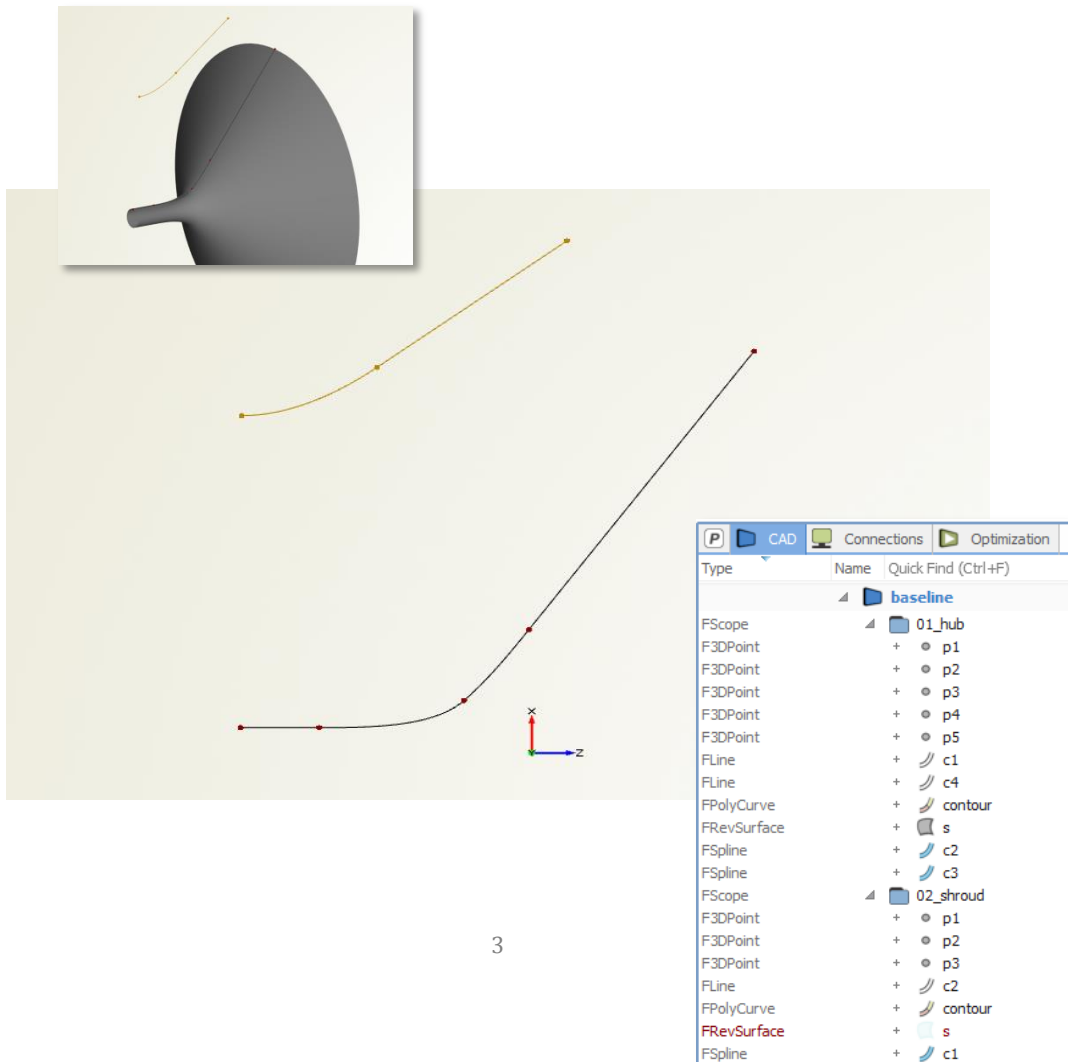 x
z
Y
P CAD Connections Optimization
Type Name Quick Find (Ctrl+F)
baseline
FScope 01_hub
F3DPoint + p1
F3DPoint + p2
F3DPoint + p3
F3DPoint + p4
F3DPoint + p5
FLine + c1
FLine + c4
FPolyCurve + contour
FRevSurface + s
FSpline + c2
FSpline + c3
FScope 02_shroud
F3DPoint + p1
F3DPoint + p2
F3DPoint + p3
FLine + c2
FPolyCurve + contour
FRevSurface + s
FSpline + c1
3